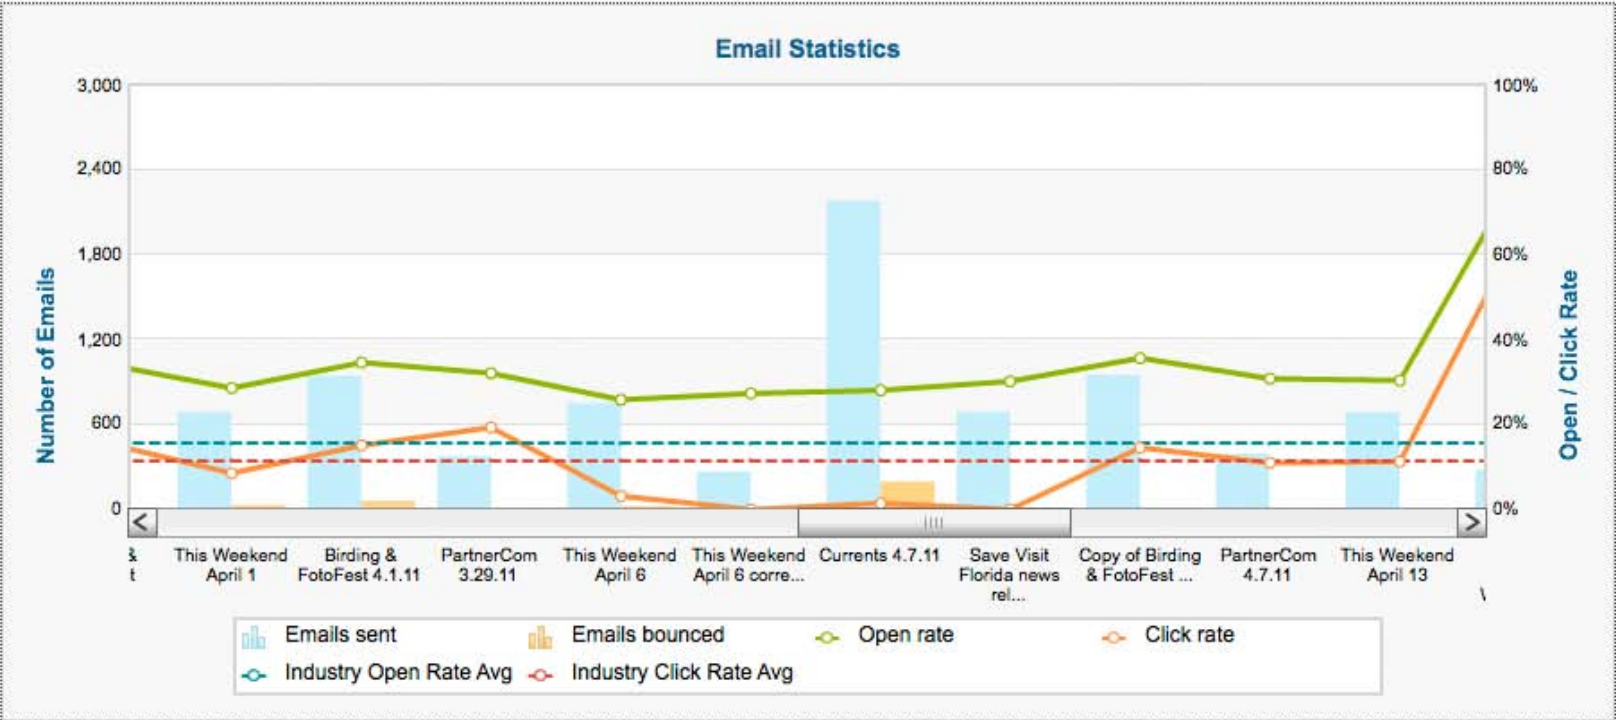 Email Statistics
3,000
2,400
1,800
1,200
600
0
Number of Emails
100%
80%
60%
40%
20%
0%
Open / Click Rate
&
t
This Weekend
April 1
Birding &
FotoFest 4.1.11
PartnerCom
3.29.11
This Weekend
April 6
This Weekend
April 6 corre...
Currents 4.7.11
Save Visit
Florida news
rel...
Copy of Birding
& FotoFest ...
PartnerCom
4.7.11
This Weekend
April 13
Emails sent
Emails bounced
Open rate
Click rate
Industry Open Rate Avg
Industry Click Rate Avg